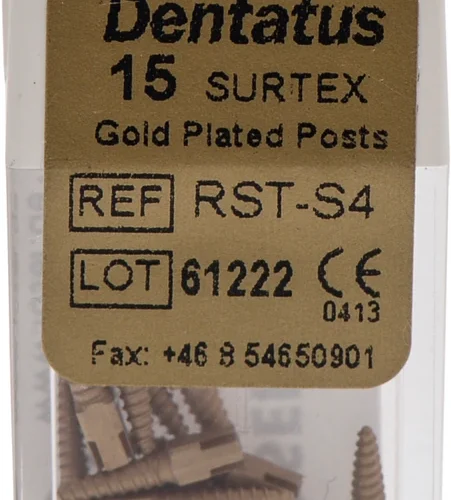 Dentatus
15 SURTEX
Gold Plated Posts
REF RST-S4
LOT 61222 CE
0413
Fax: +46 8 54650901